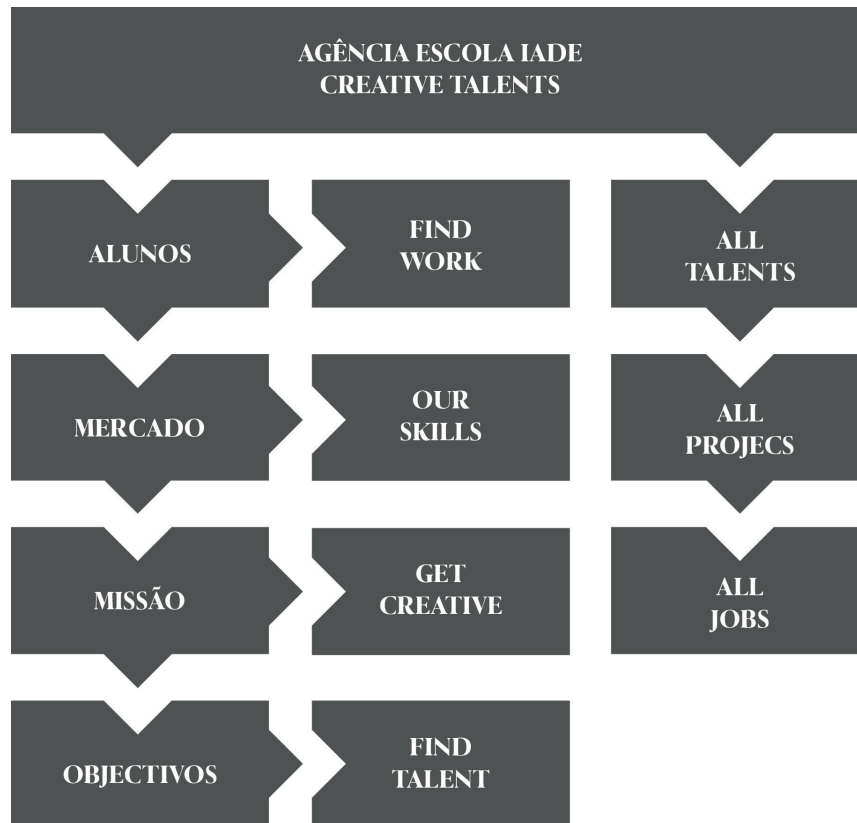 AGÊNCIA ESCOLA IADE
CREATIVE TALENTS
ALUNOS
FIND
WORK
ALL
TALENTS
MERCADO
OUR
SKILLS
ALL
PROJECS
MISSÃO
GET
CREATIVE
ALL
JOBS
OBJECTIVOS
FIND
TALENT